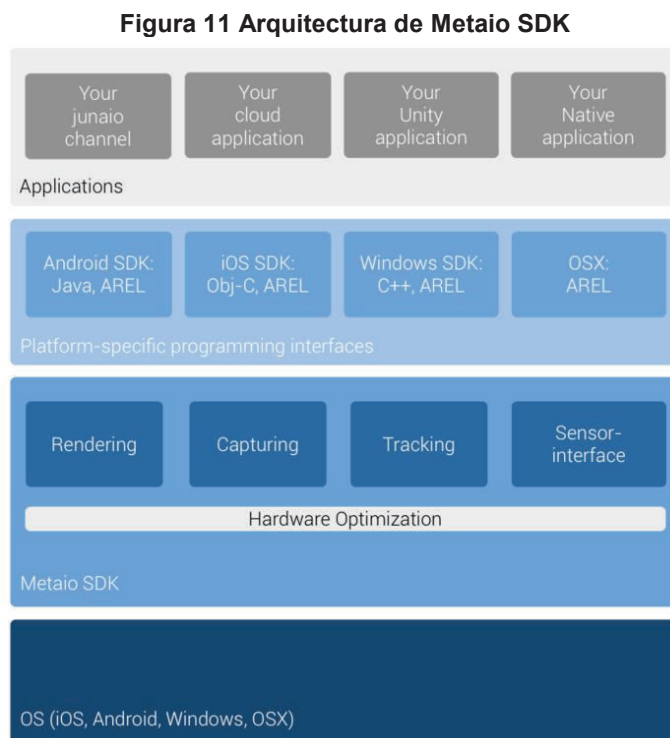 Figura 11 Arquitectura de Metaio SDK
Your
junaio
channel
Your
cloud
application
Your
Unity
application
Your
Native
application
Applications
Android SDK:
Java, AREL
iOS SDK:
Obj-C, AREL
Windows SDK:
C++, AREL
OSX:
AREL
Platform-specific programming interfaces
Rendering
Capturing
Tracking
Sensor-
interface
Hardware Optimization
Metaio SDK
OS (iOS, Android, Windows, OSX)